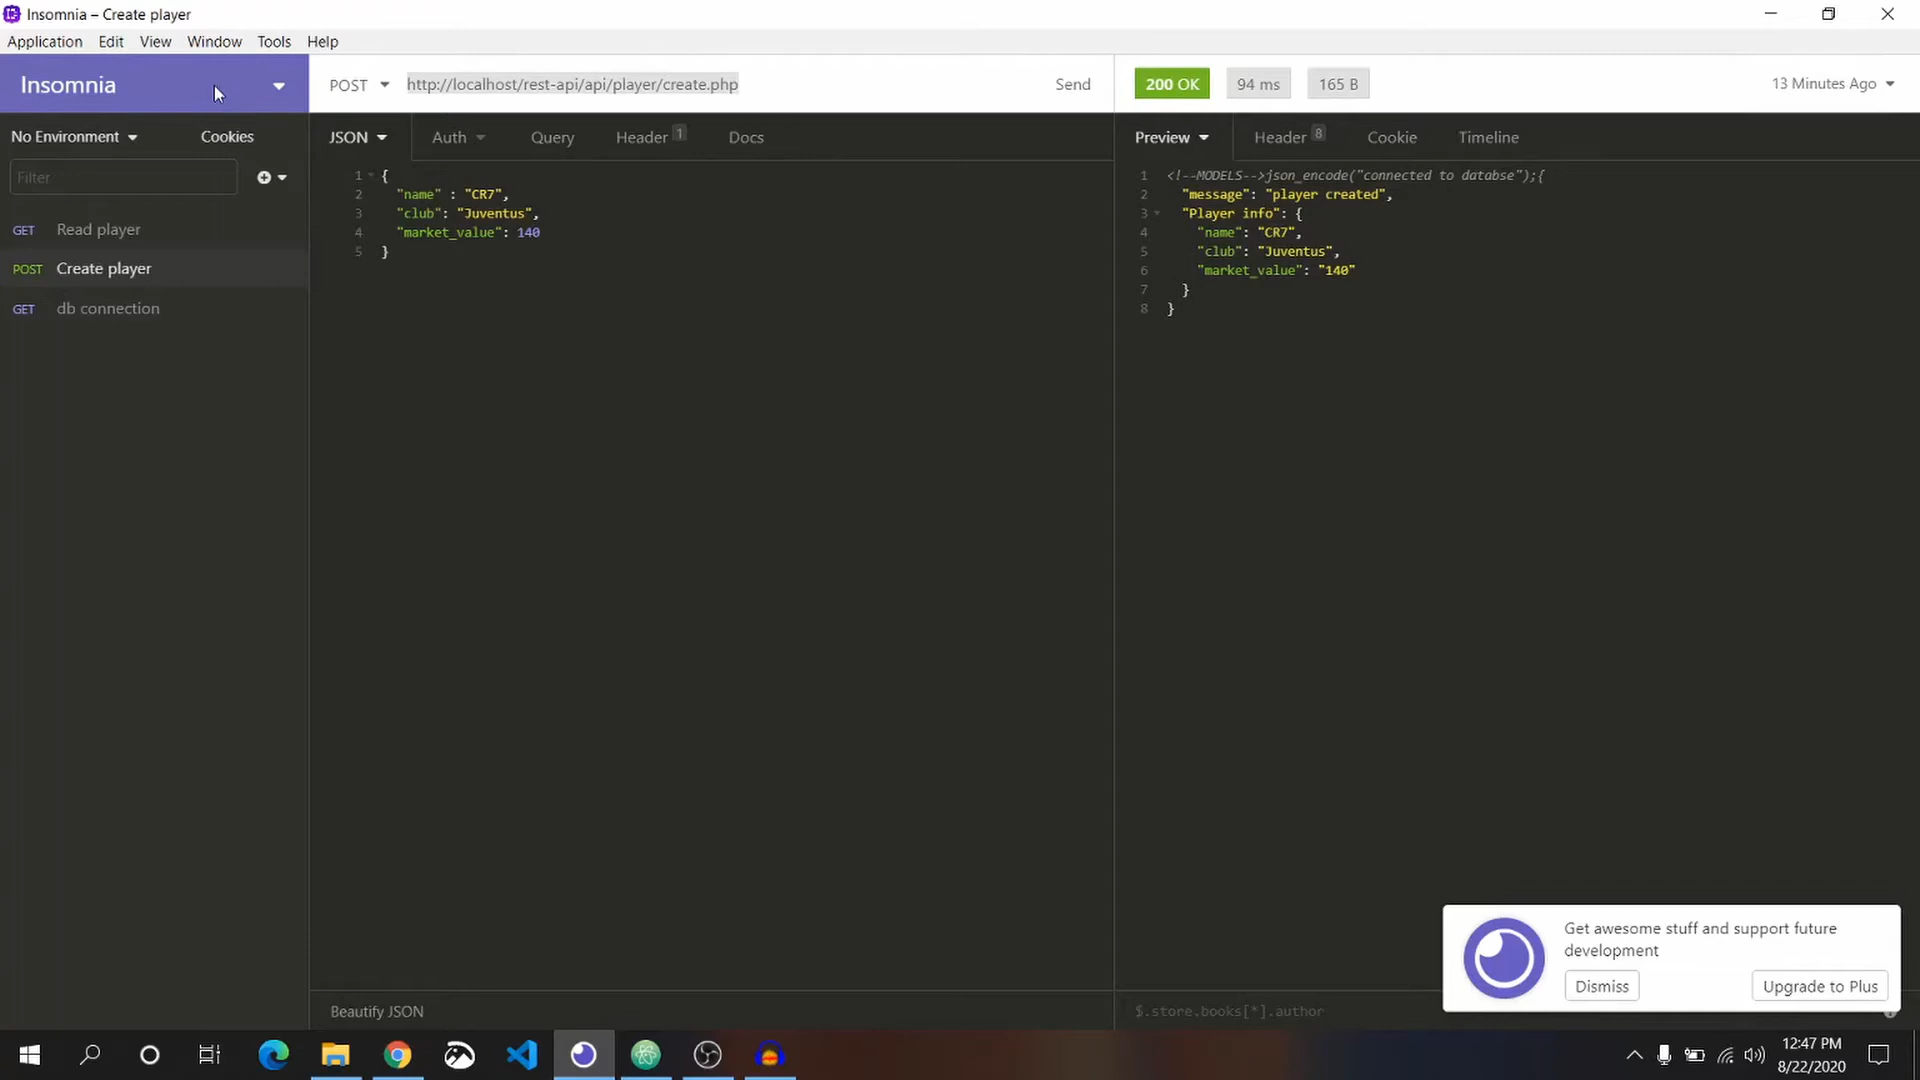 Insomnia – Create player
Application Edit View Window Tools Help
Insomnia
POST http://localhost/rest-api/api/player/create.php Send
200 OK 94 ms 165 B 13 Minutes Ago
No Environment Cookies
JSON Auth Query Header 1 Docs
Preview Header 8 Cookie Timeline
Filter
GET Read player
POST Create player
GET db connection
1 {
2 "name" : "CR7",
3 "club": "Juventus",
4 "market_value": 140
5 }
1 <!--MODELS-->json_encode("connected to databse");{
2 "message": "player created",
3 "Player info": {
4 "name": "CR7",
5 "club": "Juventus",
6 "market_value": "140"
7 }
8 }
Get awesome stuff and support future
development
Dismiss Upgrade to Plus
Beautify JSON
$.store.books[*].author
12:47 PM
8/22/2020